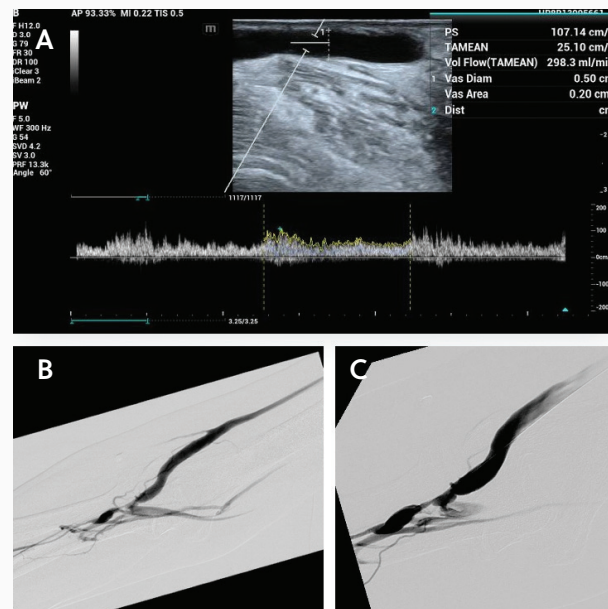 B
AP 93.33% MI 0.22 TIS 0.5
A
F H12.0
D 3.0
G 79
FR 30
DR 100
iClear 3
iBeam 2
PW
F 5.0
WF 300 Hz
G 54
SVD 4.2
SV 3.0
PRF 13.3k
Angle 60°
m
1
PS 107.14 cm/
TAMEAN 25.10 cm/
Vol Flow(TAMEAN) 298.3 ml/mi
1 Vas Diam 0.50 c
Vas Area 0.20 cm
2 Dist cr
1117/1117
200
100
0cm/
-100
-200
3.25/3.25
B
C